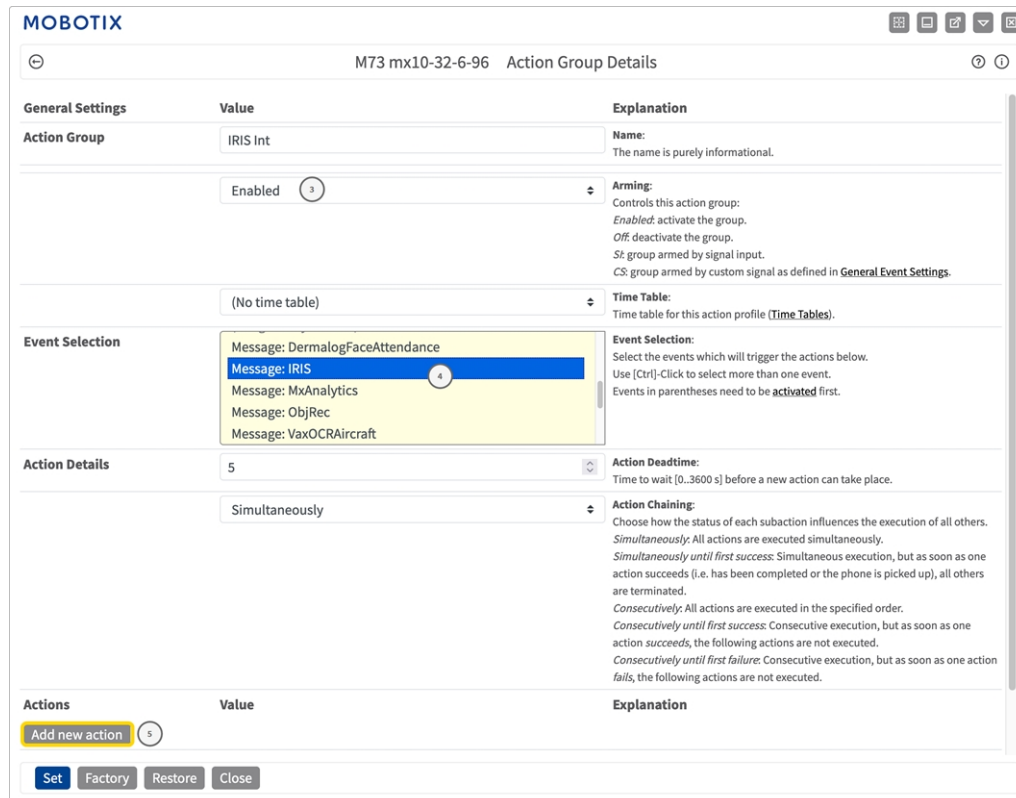 MOBOTIX
M73 mx10-32-6-96 Action Group Details
General Settings Value Explanation
Action Group IRIS Int Name:
The name is purely informational.
Enabled 3 Arming:
Controls this action group:
Enabled: activate the group.
Off: deactivate the group.
SI: group armed by signal input.
CS: group armed by custom signal as defined in General Event Settings.
(No time table) Time Table:
Time table for this action profile (Time Tables).
Event Selection Event Selection:
Message: DermalogFaceAttendance
Message: IRIS 4
Message: MxAnalytics
Message: ObjRec
Message: VaxOCRAircraft
Select the events which will trigger the actions below.
Use [Ctrl]-Click to select more than one event.
Events in parentheses need to be activated first.
Action Details 5 Action Deadtime:
Time to wait [0..3600 s] before a new action can take place.
Simultaneously Action Chaining:
Choose how the status of each subaction influences the execution of all others.
Simultaneously: All actions are executed simultaneously.
Simultaneously until first success: Simultaneous execution, but as soon as one
action succeeds (i.e. has been completed or the phone is picked up), all others
are terminated.
Consecutively: All actions are executed in the specified order.
Consecutively until first success: Consecutive execution, but as soon as one
action succeeds, the following actions are not executed.
Consecutively until first failure: Consecutive execution, but as soon as one action
fails, the following actions are not executed.
Actions Value Explanation
Add new action 5
Set Factory Restore Close